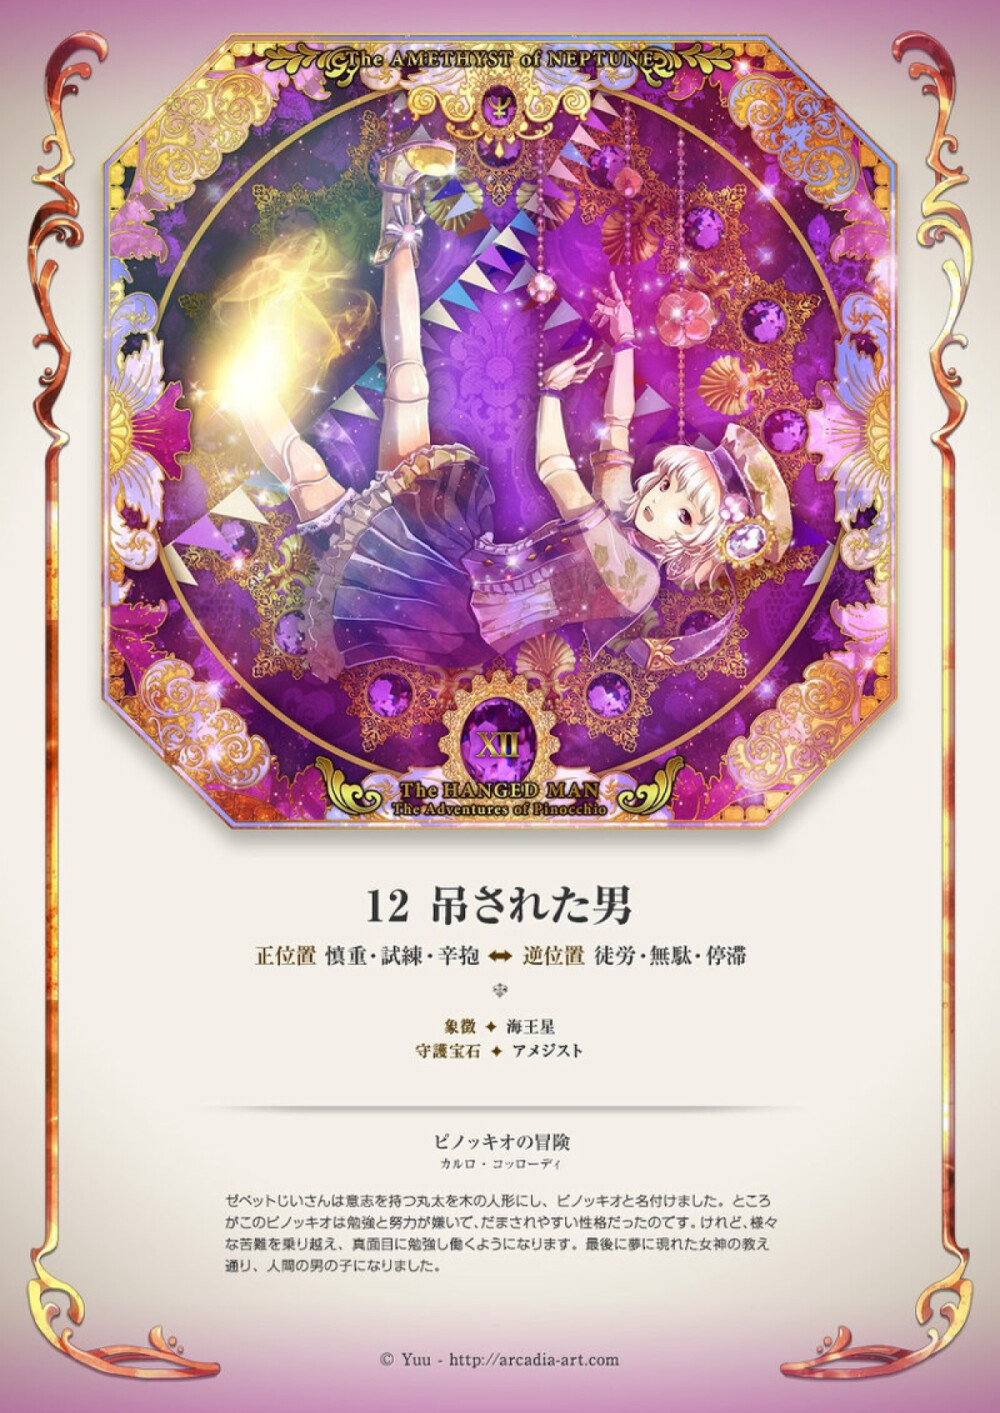 The AMETHYST of NEPTUNE
XII
The HANGED MAN
The Adventures of Pinocchio
12 吊された男
正位置 慎重・試練・辛抱 ⬌ 逆位置 徒労・無駄・停滞
象徴 ✦ 海王星
守護宝石 ✦ アメジスト
ピノッキオの冒険
カルロ・コッローディ
ゼペットじいさんは意志を持つ丸太を木の人形にし、ピノッキオと名付けました。ところ
がこのピノッキオは勉強と努力が嫌いで、だまされやすい性格だったのです。けれど、様々
な苦難を乗り越え、真面目に勉強し働くようになります。最後に夢に現れた女神の教え
通り、人間の男の子になりました。
© Yuu - http://arcadia-art.com